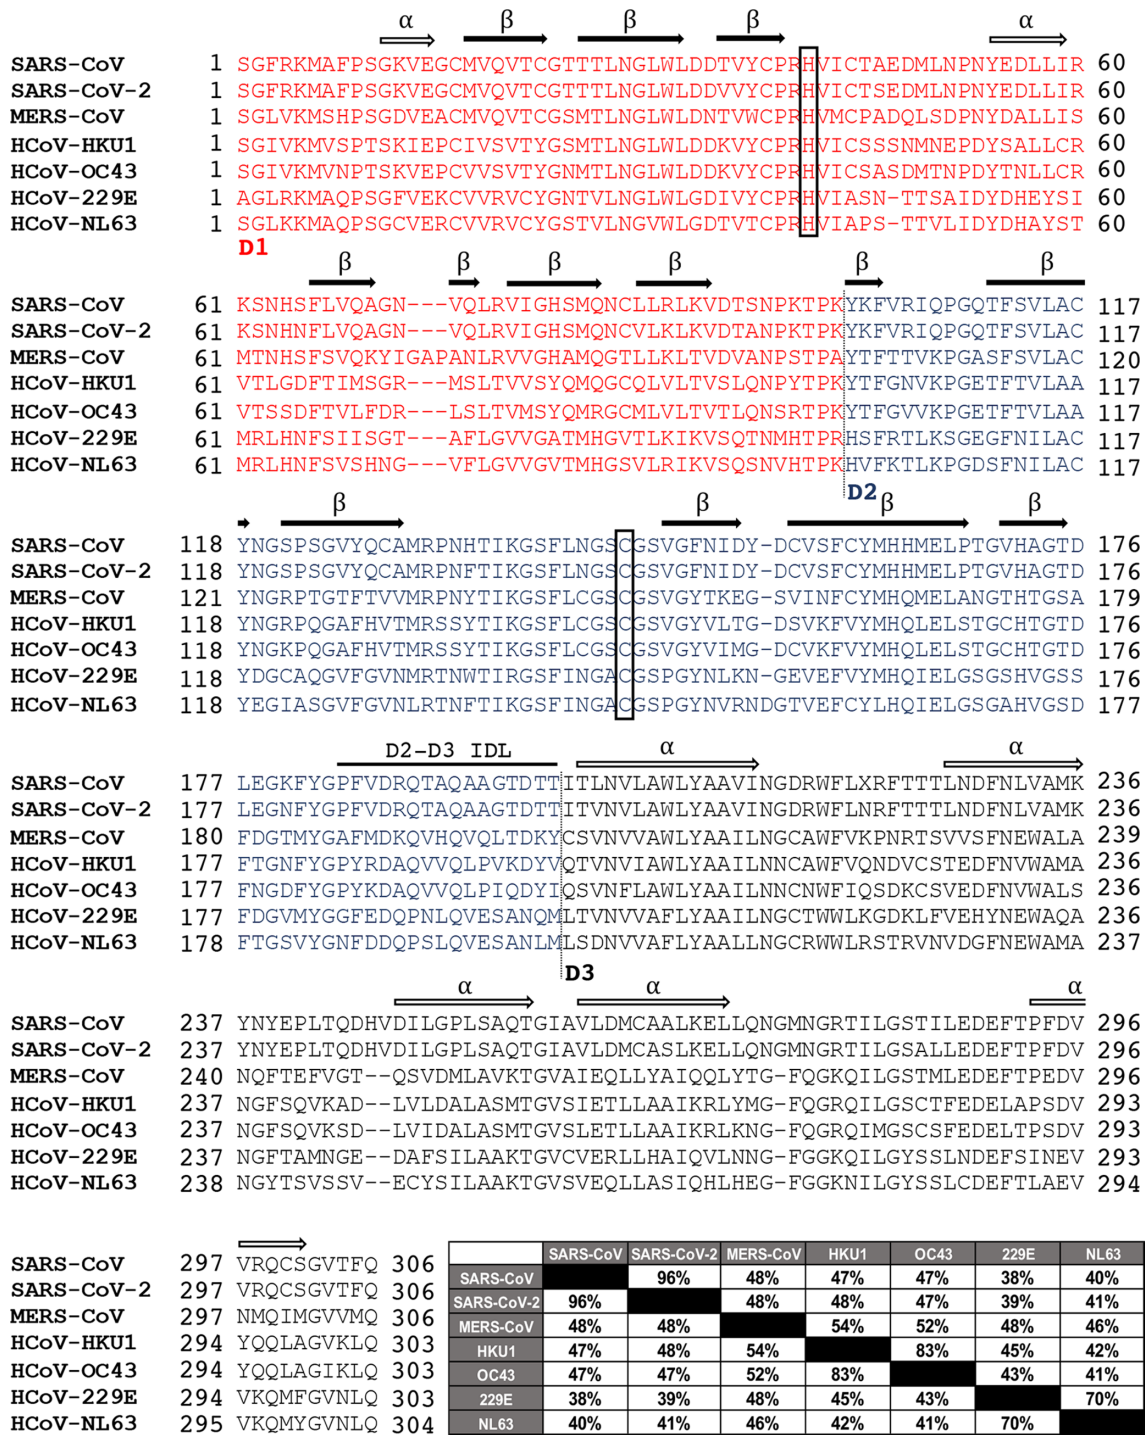 α β β β α
SARS-CoV 1 SGFRKMAFPSGKVEGCMVQVTCGTTTLNGLWLDDTVYCPRHVICTAEDMLNPNYEDLLIR 60
SARS-CoV-2 1 SGFRKMAFPSGKVEGCMVQVTCGTTTLNGLWLDDVVYCPRHVICTSEDMLNPNYEDLLIR 60
MERS-CoV 1 SGLVKMSHPSGDVEACMVQVTCGSMTLNGLWLDNTVWCPRHVMCPADQLSDPNYDALLIS 60
HCoV-HKU1 1 SGIVKMVSPTSKIEPCIVSVTYGSMTLNGLWLDDKVYCPRHVICSSSNMNEPDYSALLCR 60
HCoV-OC43 1 SGIVKMVNPTSKVEPCVVSVTYGNMTLNGLWLDDKVYCPRHVICSASDMTNPDYTNLLCR 60
HCoV-229E 1 AGLRKMAQPSGFVEKCVVRVCYGNTVLNGLWLGDIVYCPRHVIASN-TTSAIDYDHEYSI 60
HCoV-NL63 1 SGLKKMAQPSGCVERCVVRVCYGSTVLNGVWLGDTVTCPRHVIAPS-TTVLIDYDHAYST 60
D1
β β β β β β
SARS-CoV 61 KSNHSFLVQAGN---VQLRVIGHSMQNCLLRLKVDTSNPKTPKYKFVRIQPGQTFSVLAC 117
SARS-CoV-2 61 KSNHNFLVQAGN---VQLRVIGHSMQNCVLKLKVDTANPKTPKYKFVRIQPGQTFSVLAC 117
MERS-CoV 61 MTNHSFSVQKYIGAPANLRVVGHAMQGTLLKLTVDVANPSTPAYTFTTVKPGASFSVLAC 120
HCoV-HKU1 61 VTLGDFTIMSGR---MSLTVVSYQMQGCQLVLTVSLQNPYTPKYTFGNVKPGETFTVLAA 117
HCoV-OC43 61 VTSSDFTVLFDR---LSLTVMSYQMRGCMLVLTVTLQNSRTPKYTFGVVKPGETFTVLAA 117
HCoV-229E 61 MRLHNFSIISGT---AFLGVVGATMHGVTLKIKVSQTNMHTPRHSFRTLKSGEGFNILAC 117
HCoV-NL63 61 MRLHNFSVSHNG---VFLGVVGVTMHGSVLRIKVSQSNVHTPKHVFKTLKPGDSFNILAC 117
D2
β β β β
SARS-CoV 118 YNGSPSGVYQCAMRPNHTIKGSFLNGSCGSVGFNIDY-DCVSFCYMHHMELPTGVHAGTD 176
SARS-CoV-2 118 YNGSPSGVYQCAMRPNFTIKGSFLNGSCGSVGFNIDY-DCVSFCYMHHMELPTGVHAGTD 176
MERS-CoV 121 YNGRPTGTFTVVMRPNYTIKGSFLCGSCGSVGYTKEG-SVINFCYMHQMELANGTHTGSA 179
HCoV-HKU1 118 YNGRPQGAFHVTMRSSYTIKGSFLCGSCGSVGYVLTG-DSVKFVYMHQLELSTGCHTGTD 176
HCoV-OC43 118 YNGKPQGAFHVTMRSSYTIKGSFLCGSCGSVGYVIMG-DCVKFVYMHQLELSTGCHTGTD 176
HCoV-229E 118 YDGCAQGVFGVNMRTNWTIRGSFINGACGSPGYNLKN-GEVEFVYMHQIELGSGSHVGSS 176
HCoV-NL63 118 YEGIASGVFGVNLRTNFTIKGSFINGACGSPGYNVRNDGTVEFCYLHQIELGSGAHVGSD 177
D2-D3 IDL α α
SARS-CoV 177 LEGKFYGPFVDRQTAQAAGTDTTITLNVLAWLYAAVINGDRWFLXRFTTTLNDFNLVAMK 236
SARS-CoV-2 177 LEGNFYGPFVDRQTAQAAGTDTTITVNVLAWLYAAVINGDRWFLNRFTTTLNDFNLVAMK 236
MERS-CoV 180 FDGTMYGAFMDKQVHQVQLTDKYCSVNVVAWLYAAILNGCAWFVKPNRTSVVSFNEWALA 239
HCoV-HKU1 177 FTGNFYGPYRDAQVVQLPVKDYVQTVNVIAWLYAAILNNCAWFVQNDVCSTEDFNVWAMA 236
HCoV-OC43 177 FNGDFYGPYKDAQVVQLPIQDYIQSVNFLAWLYAAILNNCNWFIQSDKCSVEDFNVWALS 236
HCoV-229E 177 FDGVMYGGFEDQPNLQVESANQMLTVNVVAFLYAAILNGCTWWLKGDKLFVEHYNEWAQA 236
HCoV-NL63 178 FTGSVYGNFDDQPSLQVESANLMLSDNVVAFLYAALLNGCRWWLRSTRVNVDGFNEWAMA 237
D3
α α α
SARS-CoV 237 YNYEPLTQDHVDILGPLSAQTGIAVLDMCAALKELLQNGMNGRTILGSTILEDEFTPFDV 296
SARS-CoV-2 237 YNYEPLTQDHVDILGPLSAQTGIAVLDMCASLKELLQNGMNGRTILGSALLEDEFTPFDV 296
MERS-CoV 240 NQFTEFVGT--QSVDMLAVKTGVAIEQLLYAIQQLYTG-FQGKQILGSTMLEDEFTPEDV 296
HCoV-HKU1 237 NGFSQVKAD--LVLDALASMTGVSIETLLAAIKRLYMG-FQGRQILGSCTFEDELAPSDV 293
HCoV-OC43 237 NGFSQVKSD--LVIDALASMTGVSLETLLAAIKRLKNG-FQGRQIMGSCSFEDELTPSDV 293
HCoV-229E 237 NGFTAMNGE--DAFSILAAKTGVCVERLLHAIQVLNNG-FGGKQILGYSSLNDEFSINEV 293
HCoV-NL63 238 NGYTSVSSV--ECYSILAAKTGVSVEQLLASIQHLHEG-FGGKNILGYSSLCDEFTLAEV 294
SARS-CoV 297 VRQCSGVTFQ 306
SARS-CoV-2 297 VRQCSGVTFQ 306
MERS-CoV 297 NMQIMGVVMQ 306
HCoV-HKU1 294 YQQLAGVKLQ 303
HCoV-OC43 294 YQQLAGIKLQ 303
HCoV-229E 294 VKQMFGVNLQ 303
HCoV-NL63 295 VKQMYGVNLQ 304
SARS-CoV SARS-CoV-2 MERS-CoV HKU1 OC43 229E NL63
SARS-CoV 96% 48% 47% 47% 38% 40%
SARS-CoV-2 96% 48% 48% 47% 39% 41%
MERS-CoV 48% 48% 54% 52% 48% 46%
HKU1 47% 48% 54% 83% 45% 42%
OC43 47% 47% 52% 83% 43% 41%
229E 38% 39% 48% 45% 43% 70%
NL63 40% 41% 46% 42% 41% 70%